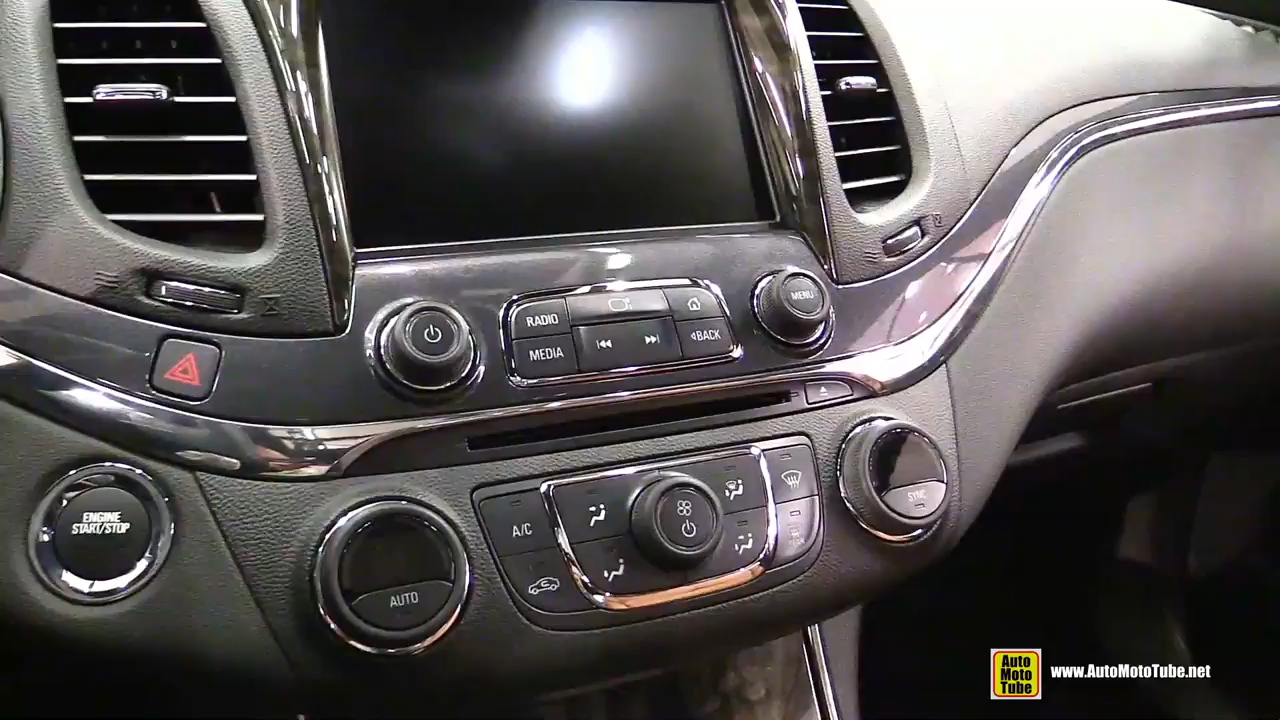 RADIO
MEDIA
BACK
MENU
ENGINE
START/STOP
A/C
AUTO
SYNC
Auto
Moto
Tube
www.AutoMotoTube.net